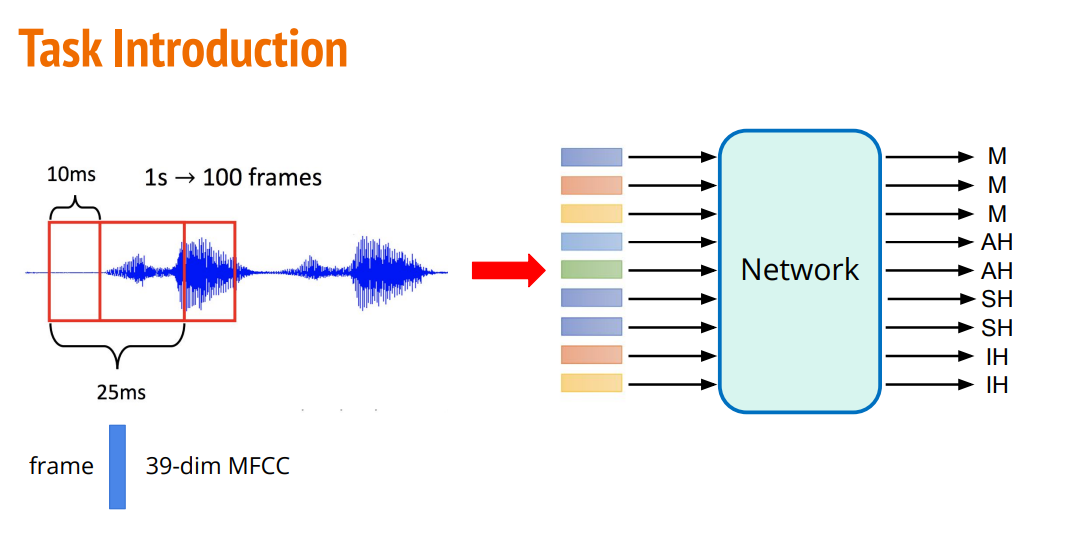 Task Introduction
10ms
1s → 100 frames
25ms
frame
39-dim MFCC
Network
M
M
M
AH
AH
SH
SH
IH
IH